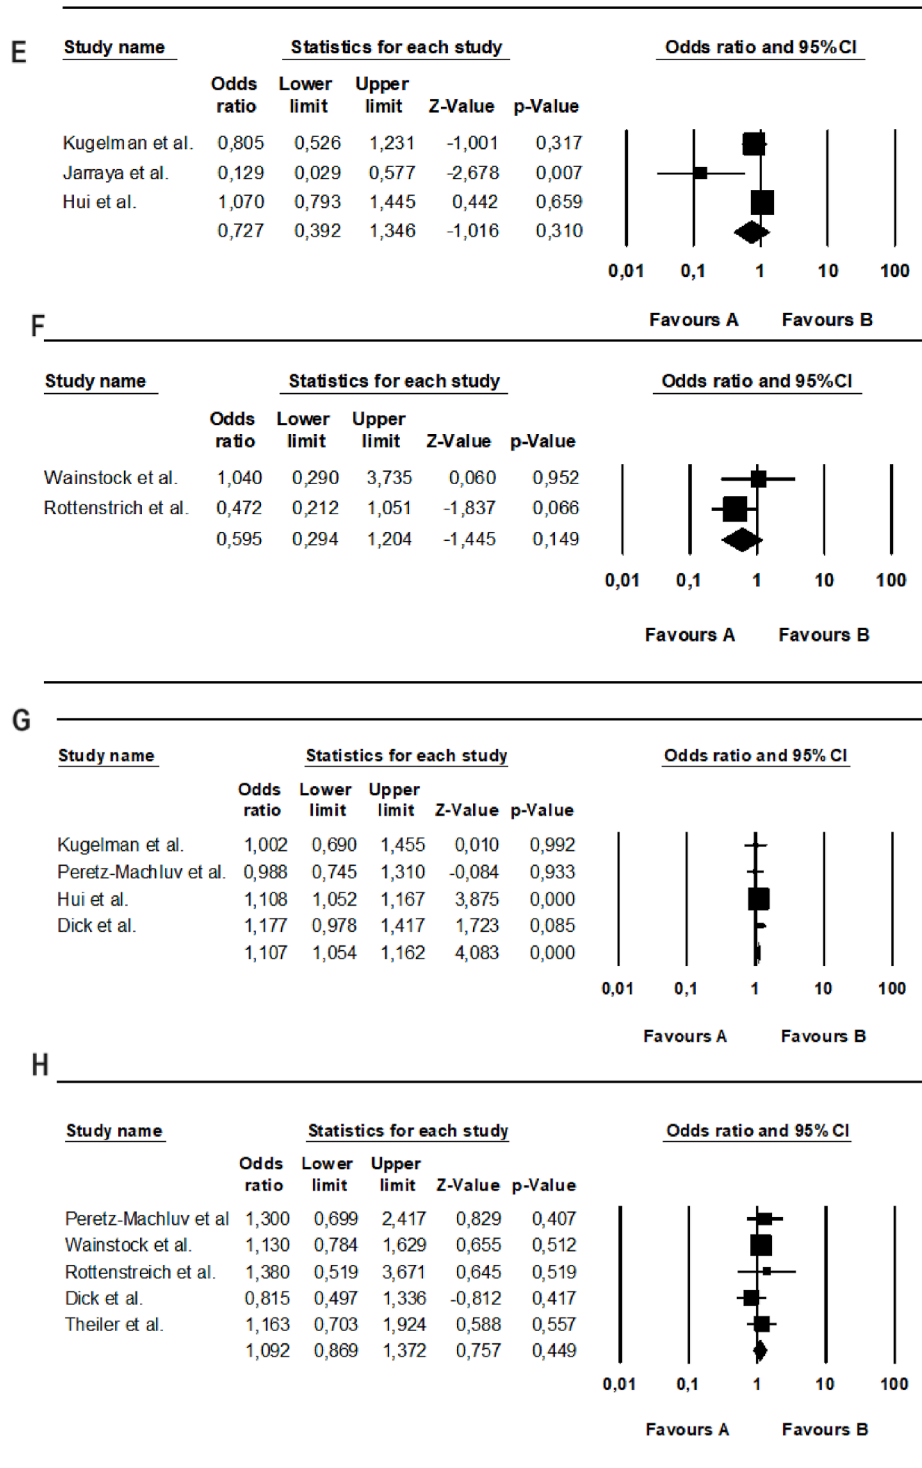 E
Study name Statistics for each study Odds ratio and 95%CI
Odds Lower Upper
ratio limit limit Z-Value p-Value
Kugelman et al. 0,805 0,526 1,231 -1,001 0,317
Jarraya et al. 0,129 0,029 0,577 -2,678 0,007
Hui et al. 1,070 0,793 1,445 0,442 0,659
0,727 0,392 1,346 -1,016 0,310
0,01 0,1 1 10 100
Favours A Favours B
F
Study name Statistics for each study Odds ratio and 95%CI
Odds Lower Upper
ratio limit limit Z-Value p-Value
Wainstock et al. 1,040 0,290 3,735 0,060 0,952
Rottenstrich et al. 0,472 0,212 1,051 -1,837 0,066
0,595 0,294 1,204 -1,445 0,149
0,01 0,1 1 10 100
Favours A Favours B
G
Study name Statistics for each study Odds ratio and 95% CI
Odds Lower Upper
ratio limit limit Z-Value p-Value
Kugelman et al. 1,002 0,690 1,455 0,010 0,992
Peretz-Machluv et al. 0,988 0,745 1,310 -0,084 0,933
Hui et al. 1,108 1,052 1,167 3,875 0,000
Dick et al. 1,177 0,978 1,417 1,723 0,085
1,107 1,054 1,162 4,083 0,000
0,01 0,1 1 10 100
Favours A Favours B
H
Study name Statistics for each study Odds ratio and 95% CI
Odds Lower Upper
ratio limit limit Z-Value p-Value
Peretz-Machluv et al 1,300 0,699 2,417 0,829 0,407
Wainstock et al. 1,130 0,784 1,629 0,655 0,512
Rottenstreich et al. 1,380 0,519 3,671 0,645 0,519
Dick et al. 0,815 0,497 1,336 -0,812 0,417
Theiler et al. 1,163 0,703 1,924 0,588 0,557
1,092 0,869 1,372 0,757 0,449
0,01 0,1 1 10 100
Favours A Favours B